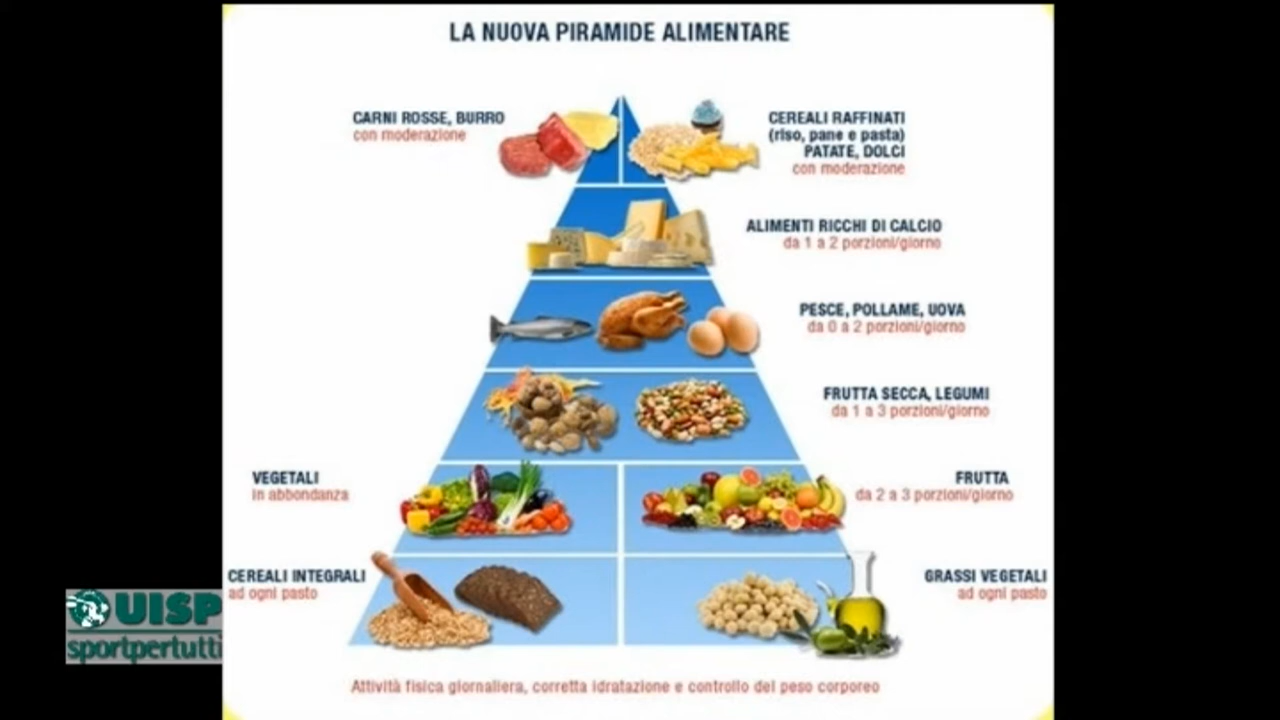 LA NUOVA PIRAMIDE ALIMENTARE
CARNI ROSSE, BURRO
con moderazione
CEREALI RAFFINATI
(riso, pane e pasta)
PATATE, DOLCI
con moderazione
ALIMENTI RICCHI DI CALCIO
da 1 a 2 porzioni/giorno
PESCE, POLLAME, UOVA
da 0 a 2 porzioni/giorno
FRUTTA SECCA, LEGUMI
da 1 a 3 porzioni/giorno
VEGETALI
in abbondanza
FRUTTA
da 2 a 3 porzioni/giorno
CEREALI INTEGRALI
ad ogni pasto
GRASSI VEGETALI
ad ogni pasto
UISP
sportpertutti
Attività fisica giornaliera, corretta idratazione e controllo del peso corporeo